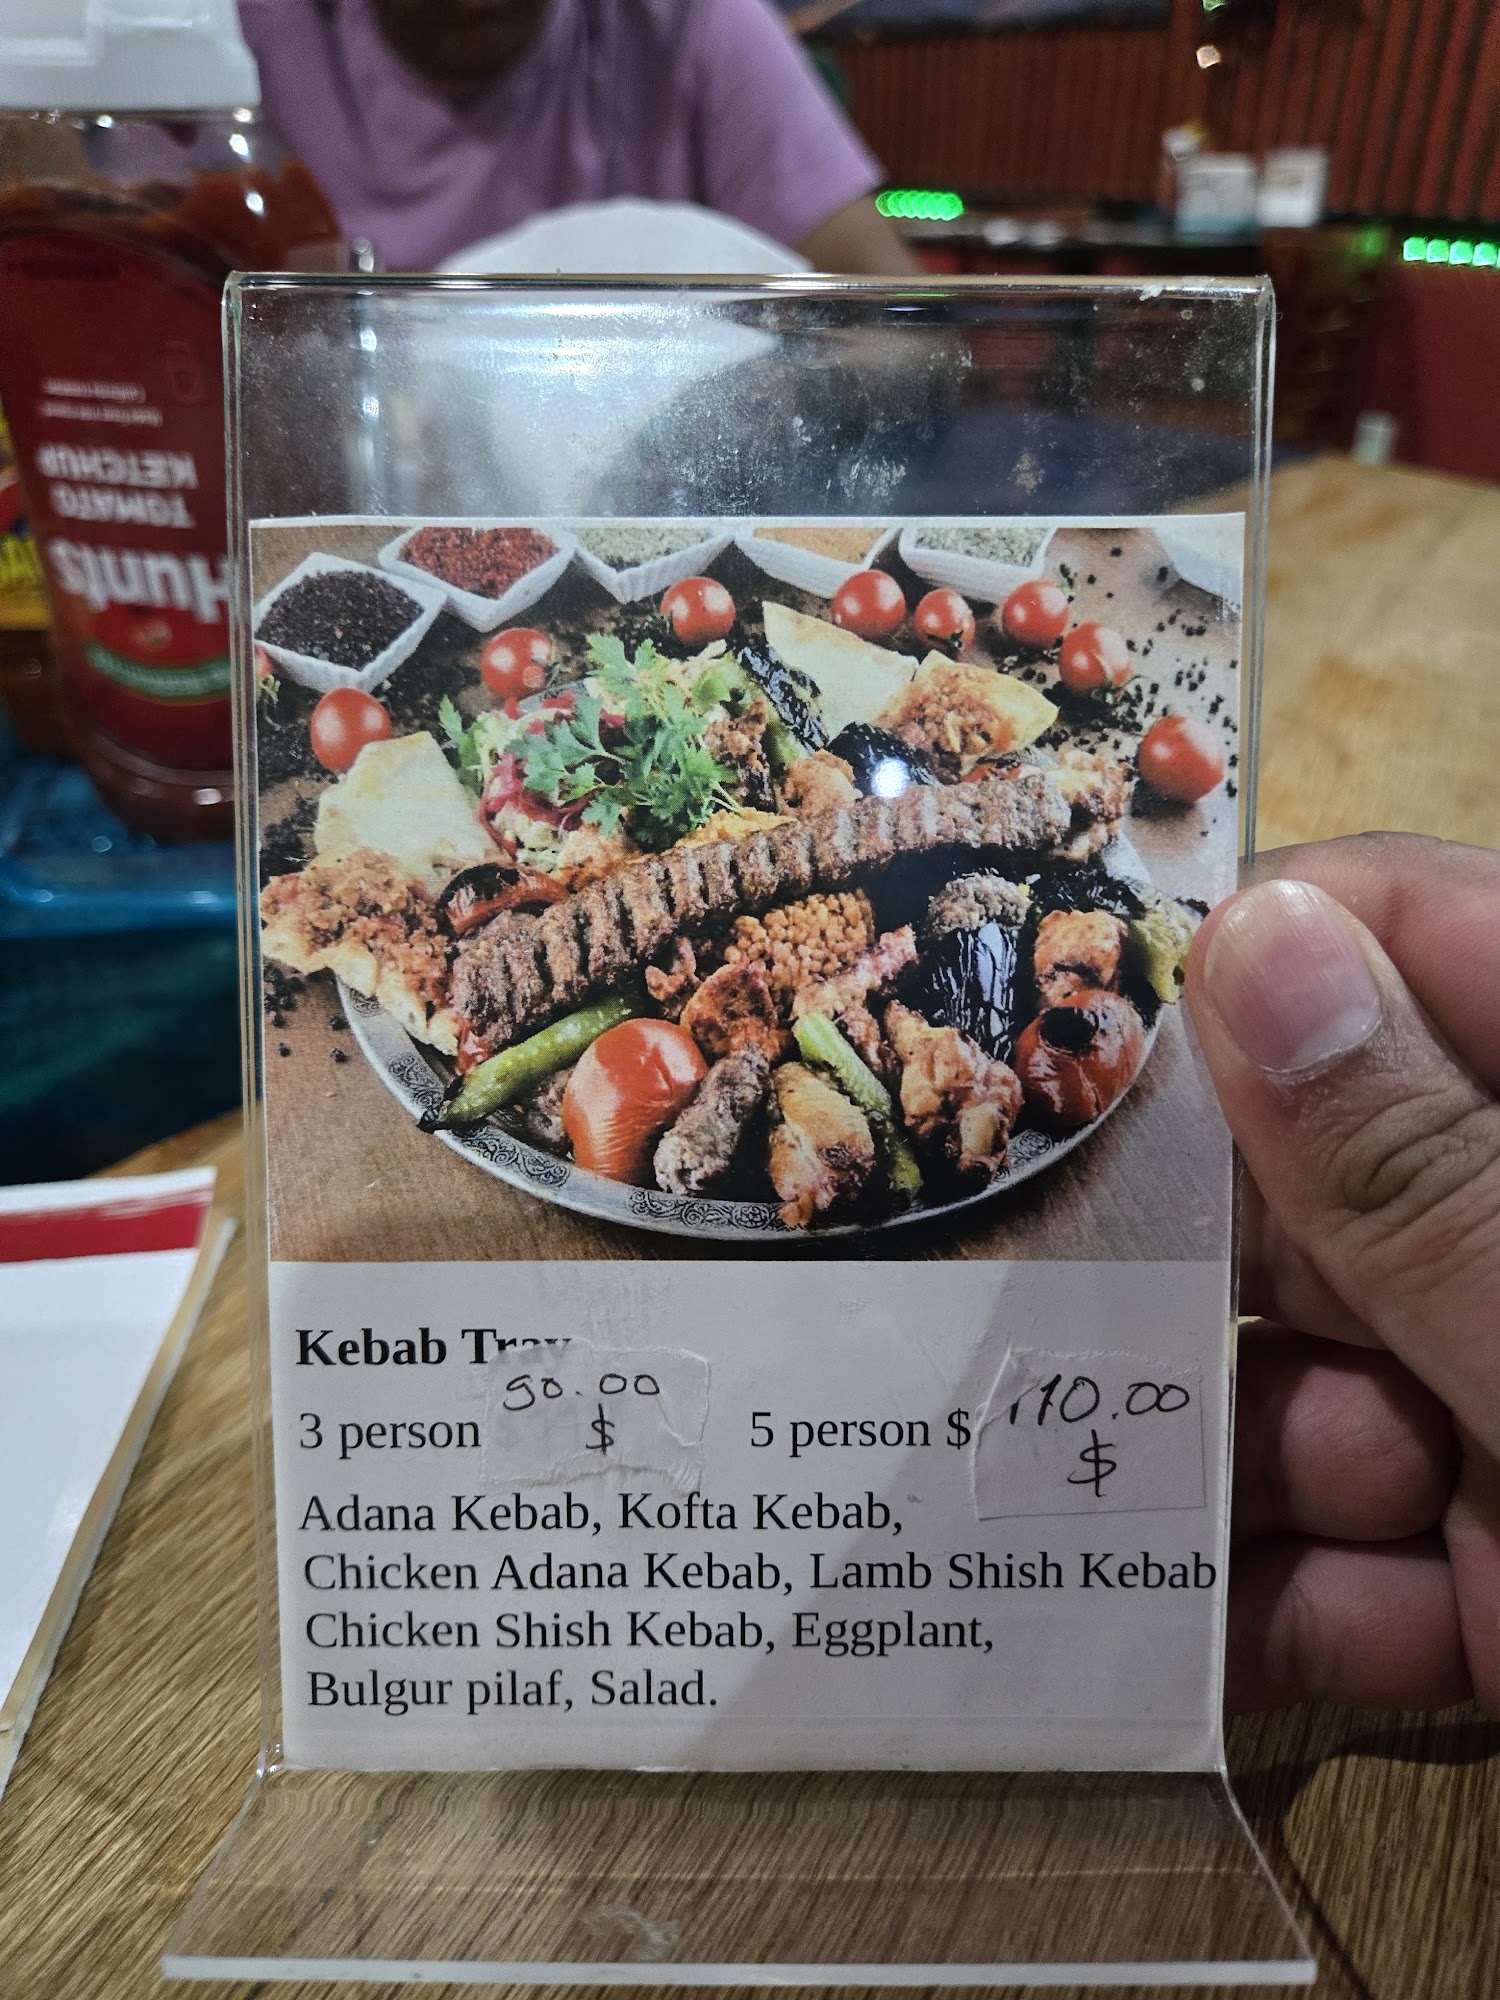 Hunts
TOMATO
KETCHUP
Kebab Tray
90.00
$
3 person
5 person $
110.00
$
Adana Kebab, Kofta Kebab,
Chicken Adana Kebab, Lamb Shish Kebab
Chicken Shish Kebab, Eggplant,
Bulgur pilaf, Salad.